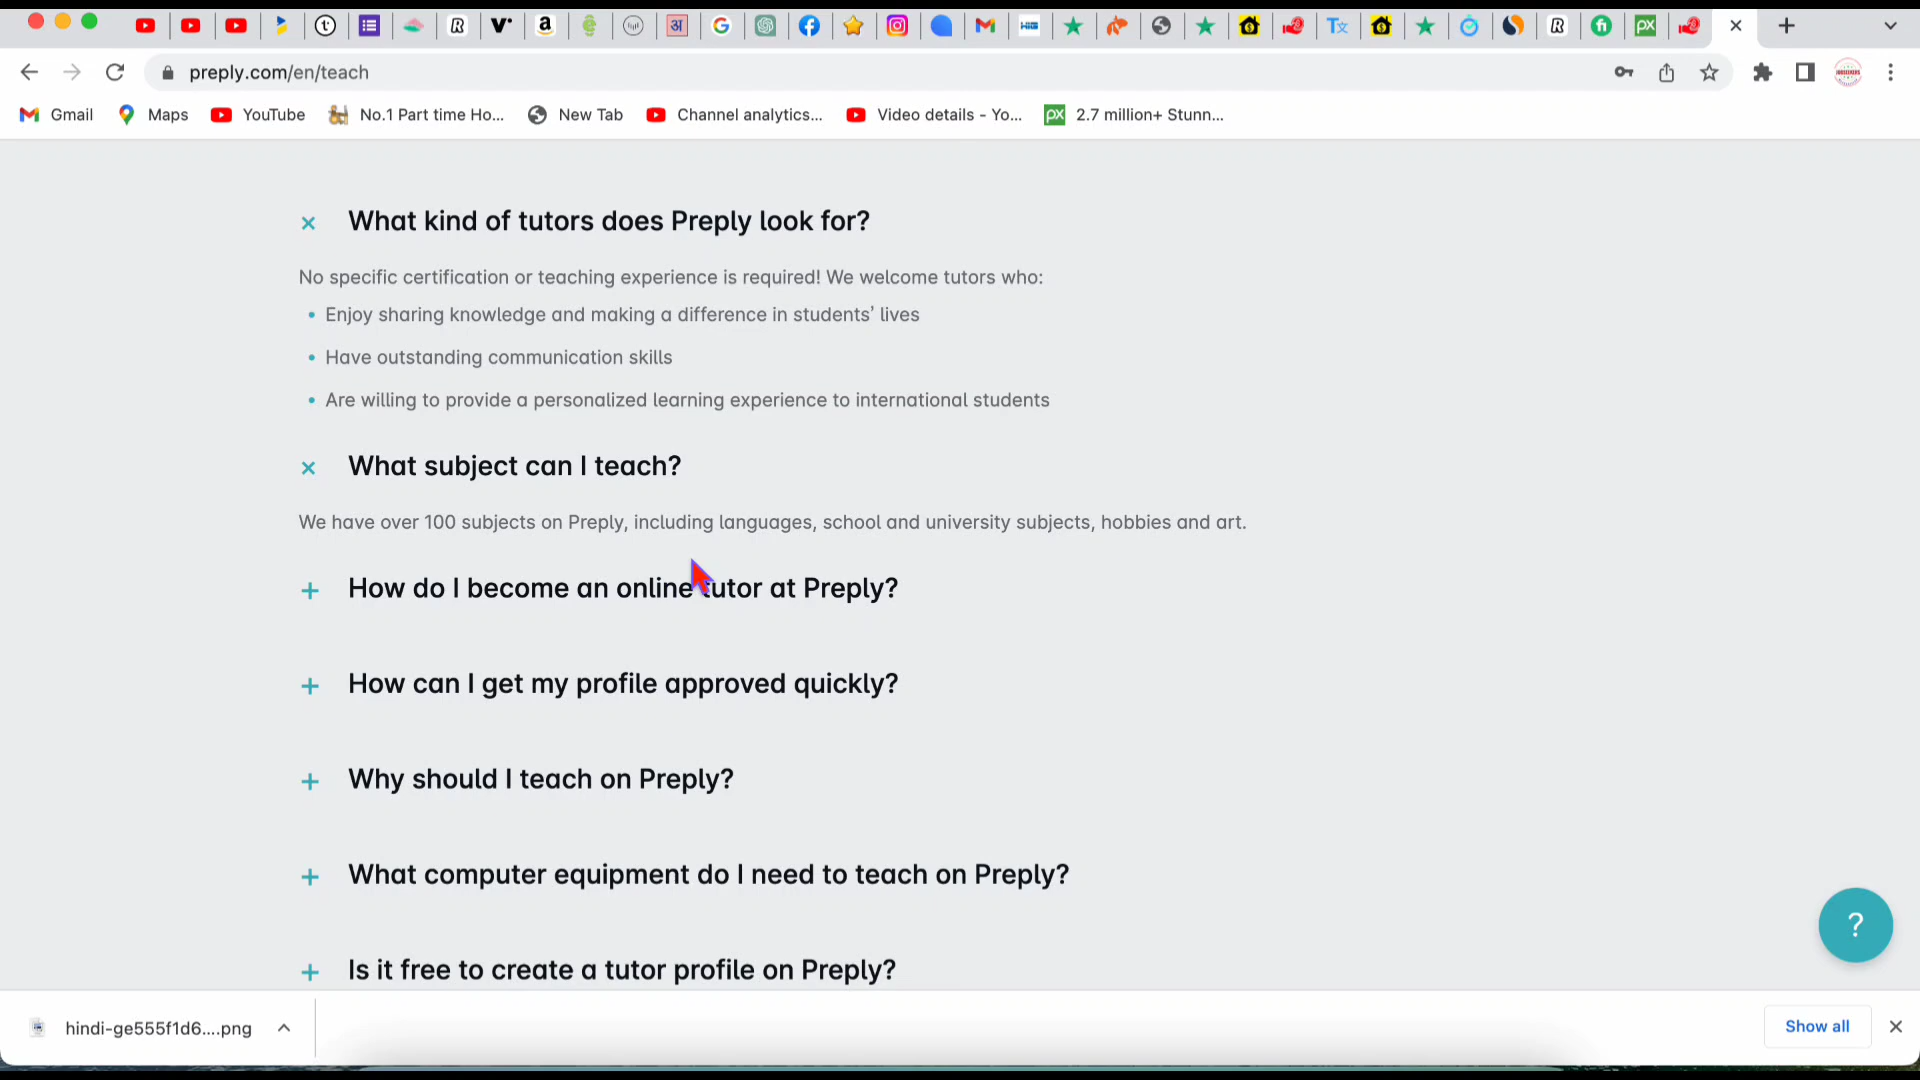 preply.com/en/teach
Gmail Maps YouTube No.1 Part time Ho... New Tab Channel analytics... Video details - Yo... 2.7 million+ Stunn...
What kind of tutors does Preply look for?
No specific certification or teaching experience is required! We welcome tutors who:
• Enjoy sharing knowledge and making a difference in students’ lives
• Have outstanding communication skills
• Are willing to provide a personalized learning experience to international students
What subject can I teach?
We have over 100 subjects on Preply, including languages, school and university subjects, hobbies and art.
How do I become an online tutor at Preply?
How can I get my profile approved quickly?
Why should I teach on Preply?
What computer equipment do I need to teach on Preply?
Is it free to create a tutor profile on Preply?
?
hindi-ge555f1d6....png
Show all